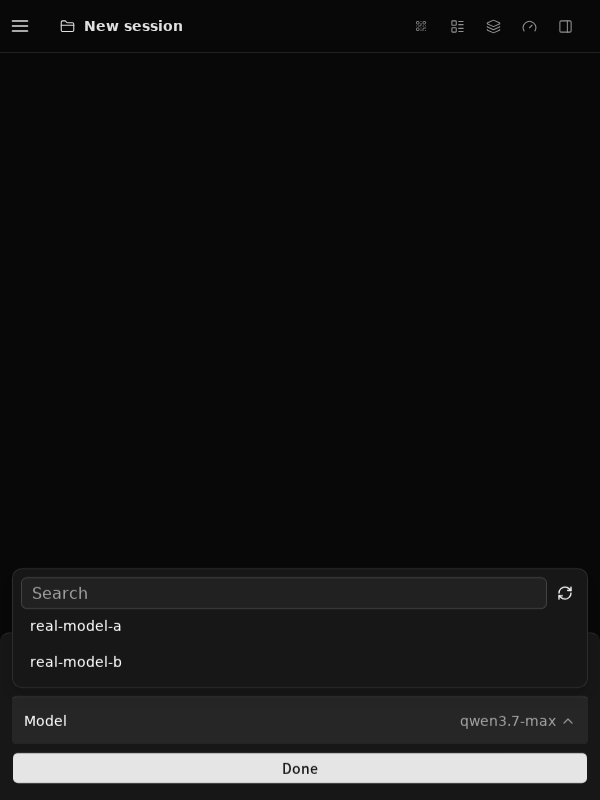 New session
Search
real-model-a
real-model-b
Model qwen3.7-max
Done